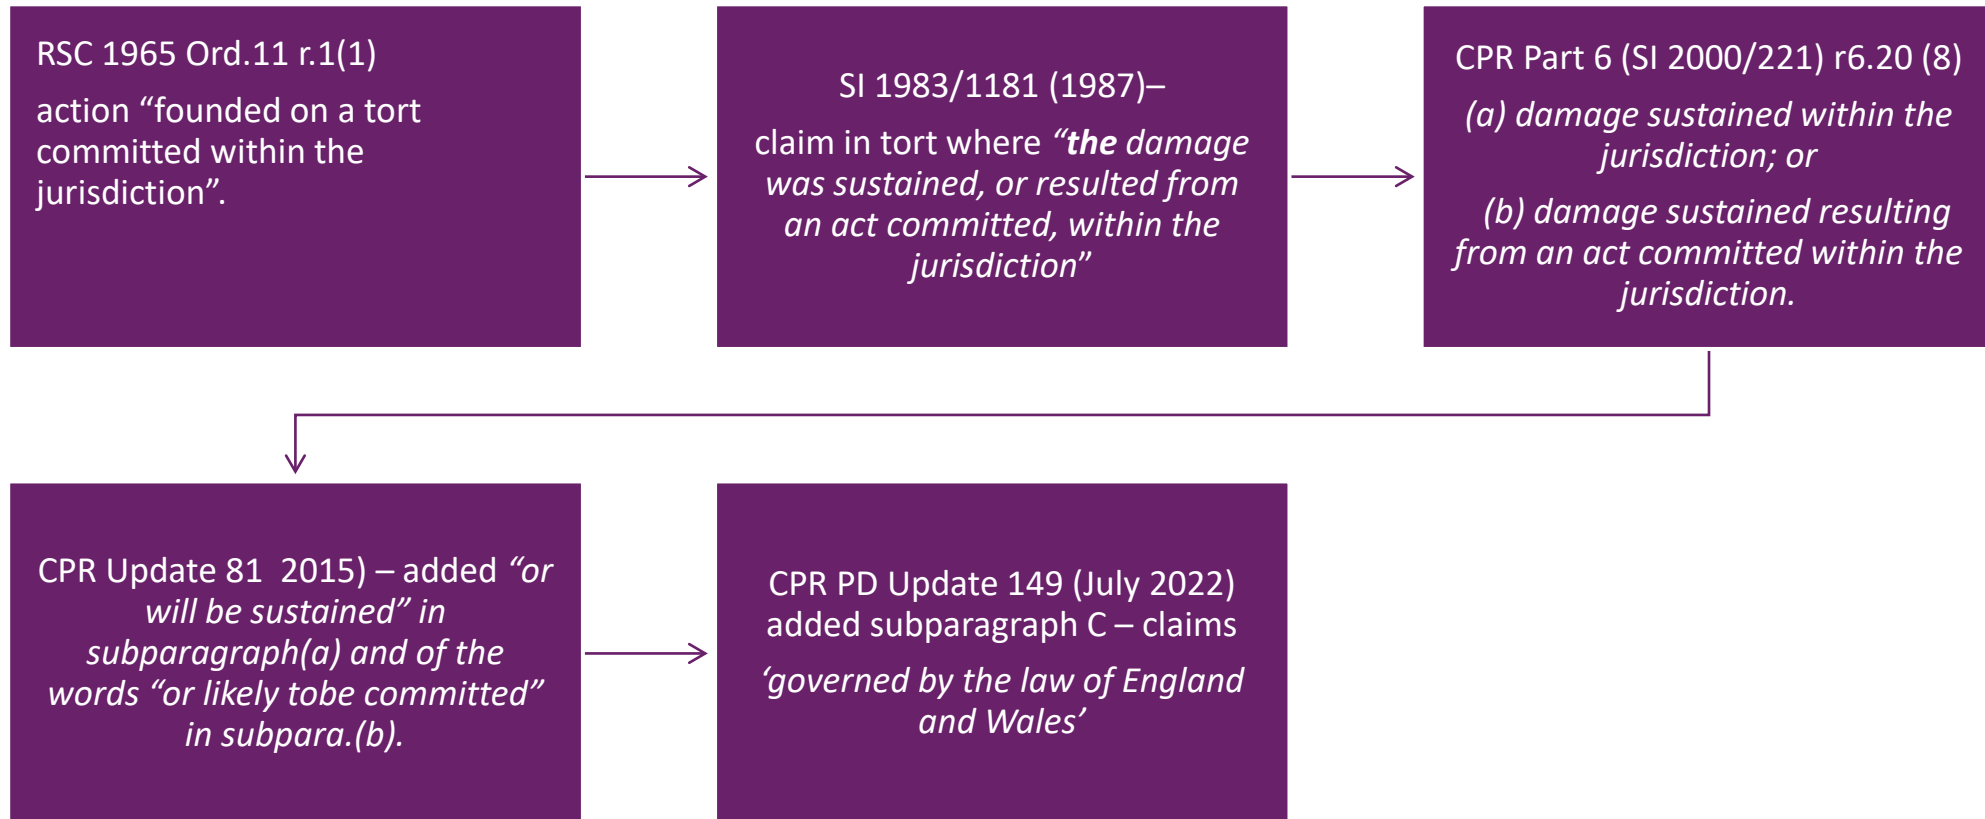 RSC 1965 Ord.11 r.1(1)
action “founded on a tort
committed within the
jurisdiction”.
SI 1983/1181 (1987)–
claim in tort where “the damage
was sustained, or resulted from
an act committed, within the
jurisdiction”
CPR Part 6 (SI 2000/221) r6.20 (8)
(a) damage sustained within the
jurisdiction; or
(b) damage sustained resulting
from an act committed within the
jurisdiction.
CPR Update 81 2015) – added “or
will be sustained” in
subparagraph(a) and of the
words “or likely tobe committed”
in subpara.(b).
CPR PD Update 149 (July 2022)
added subparagraph C – claims
‘governed by the law of England
and Wales’